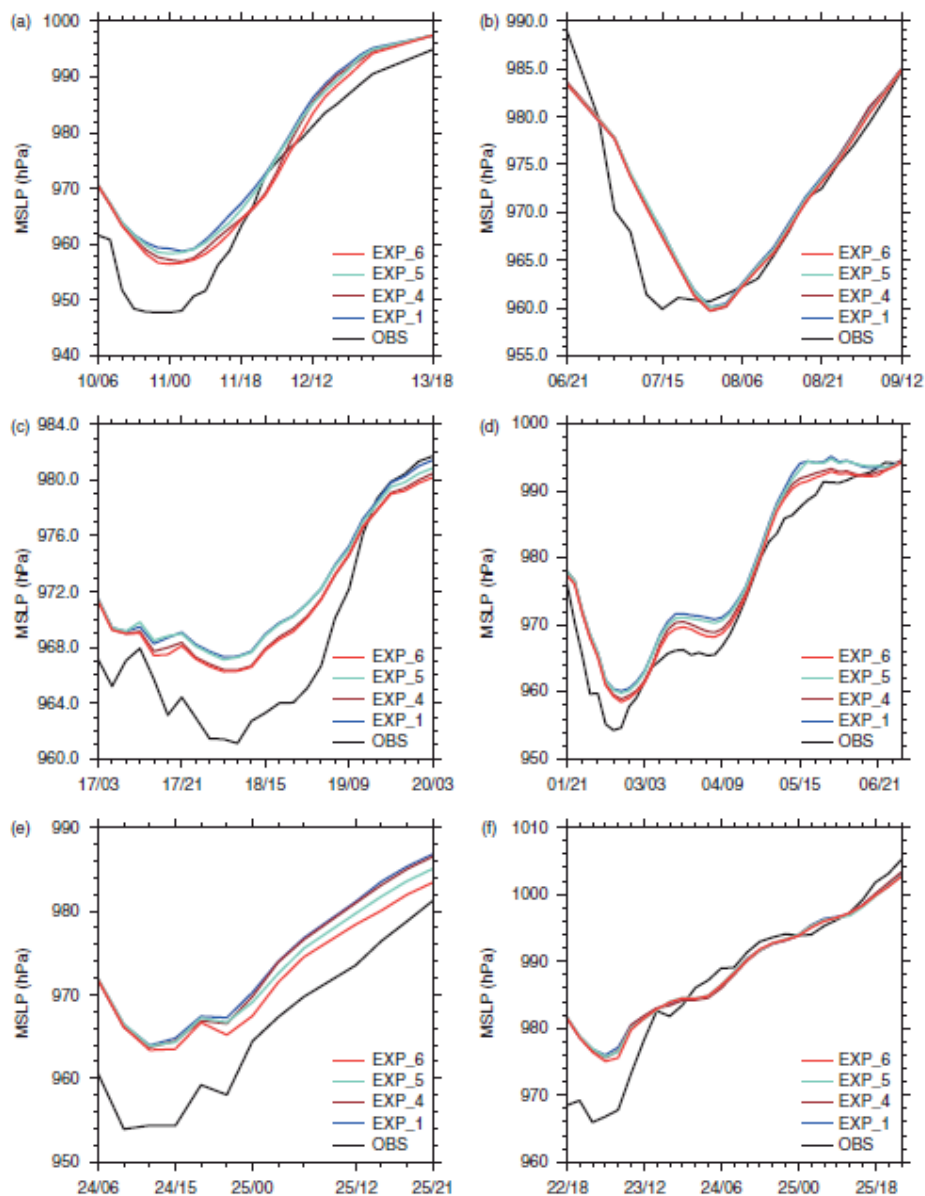 (a)
1000
990
980
970
960
950
940
MSLP (hPa)
EXP_6
EXP_5
EXP_4
EXP_1
OBS
10/06 11/00 11/18 12/12 13/18
(b)
990.0
985.0
980.0
975.0
970.0
965.0
960.0
955.0
MSLP (hPa)
EXP_6
EXP_5
EXP_4
EXP_1
OBS
06/21 07/15 08/06 08/21 09/12
(c)
984.0
980.0
976.0
972.0
968.0
964.0
960.0
MSLP (hPa)
EXP_6
EXP_5
EXP_4
EXP_1
OBS
17/03 17/21 18/15 19/09 20/03
(d)
1000
990
980
970
960
950
MSLP (hPa)
EXP_6
EXP_5
EXP_4
EXP_1
OBS
01/21 03/03 04/09 05/15 06/21
(e)
990
980
970
960
950
MSLP (hPa)
EXP_6
EXP_5
EXP_4
EXP_1
OBS
24/06 24/15 25/00 25/12 25/21
(f)
1010
1000
990
980
970
960
MSLP (hPa)
EXP_6
EXP_5
EXP_4
EXP_1
OBS
22/18 23/12 24/06 25/00 25/18